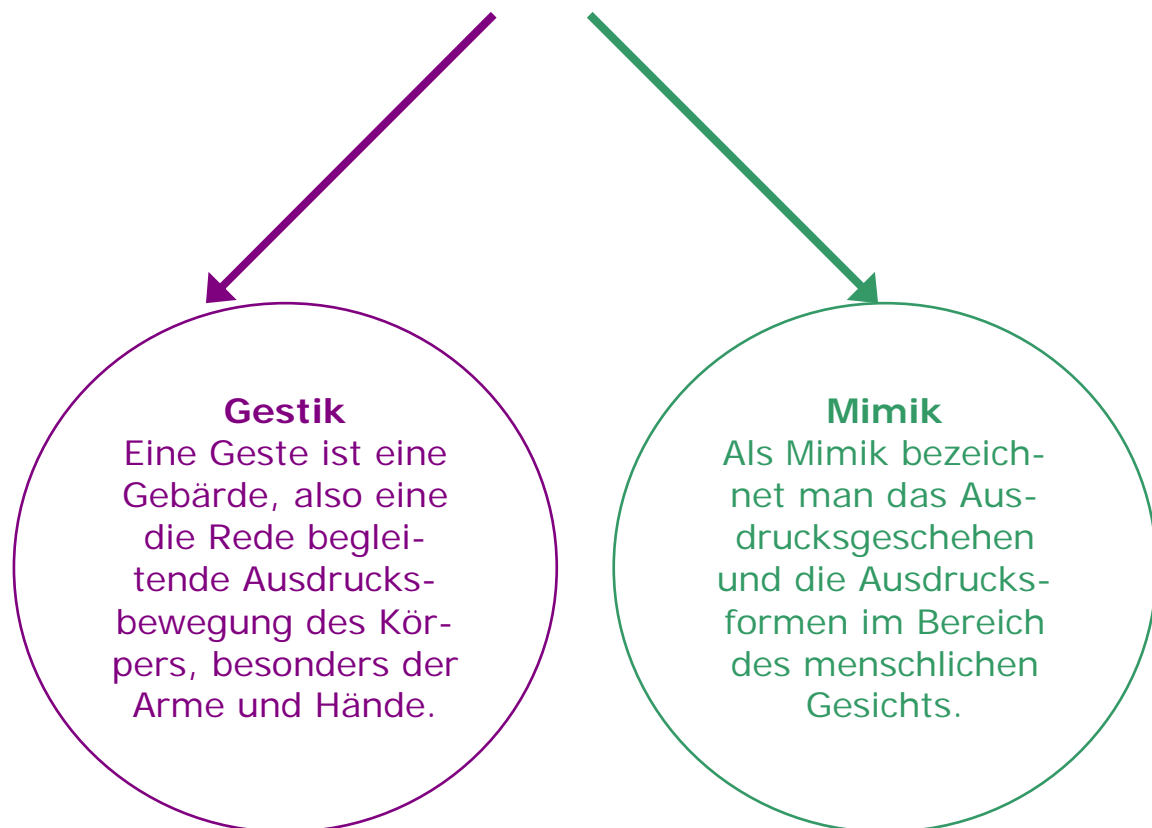 Gestik
Eine Geste ist eine
Gebärde, also eine
die Rede beglei-
tende Ausdrucks-
bewegung des Kör-
pers, besonders der
Arme und Hände.
Mimik
Als Mimik bezeich-
net man das Aus-
drucksgeschehen
und die Ausdrucks-
formen im Bereich
des menschlichen
Gesichts.